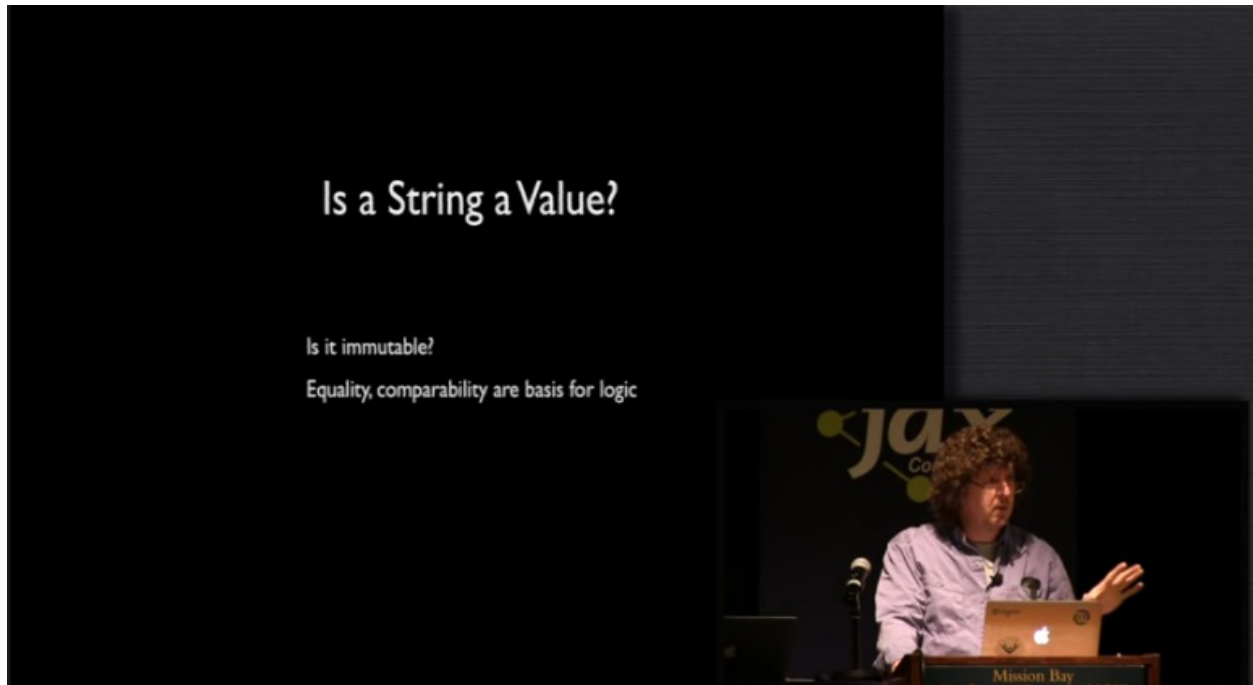 Is a String a Value?
Is it immutable?
Equality, comparability are basis for logic
jax
Mission Bay